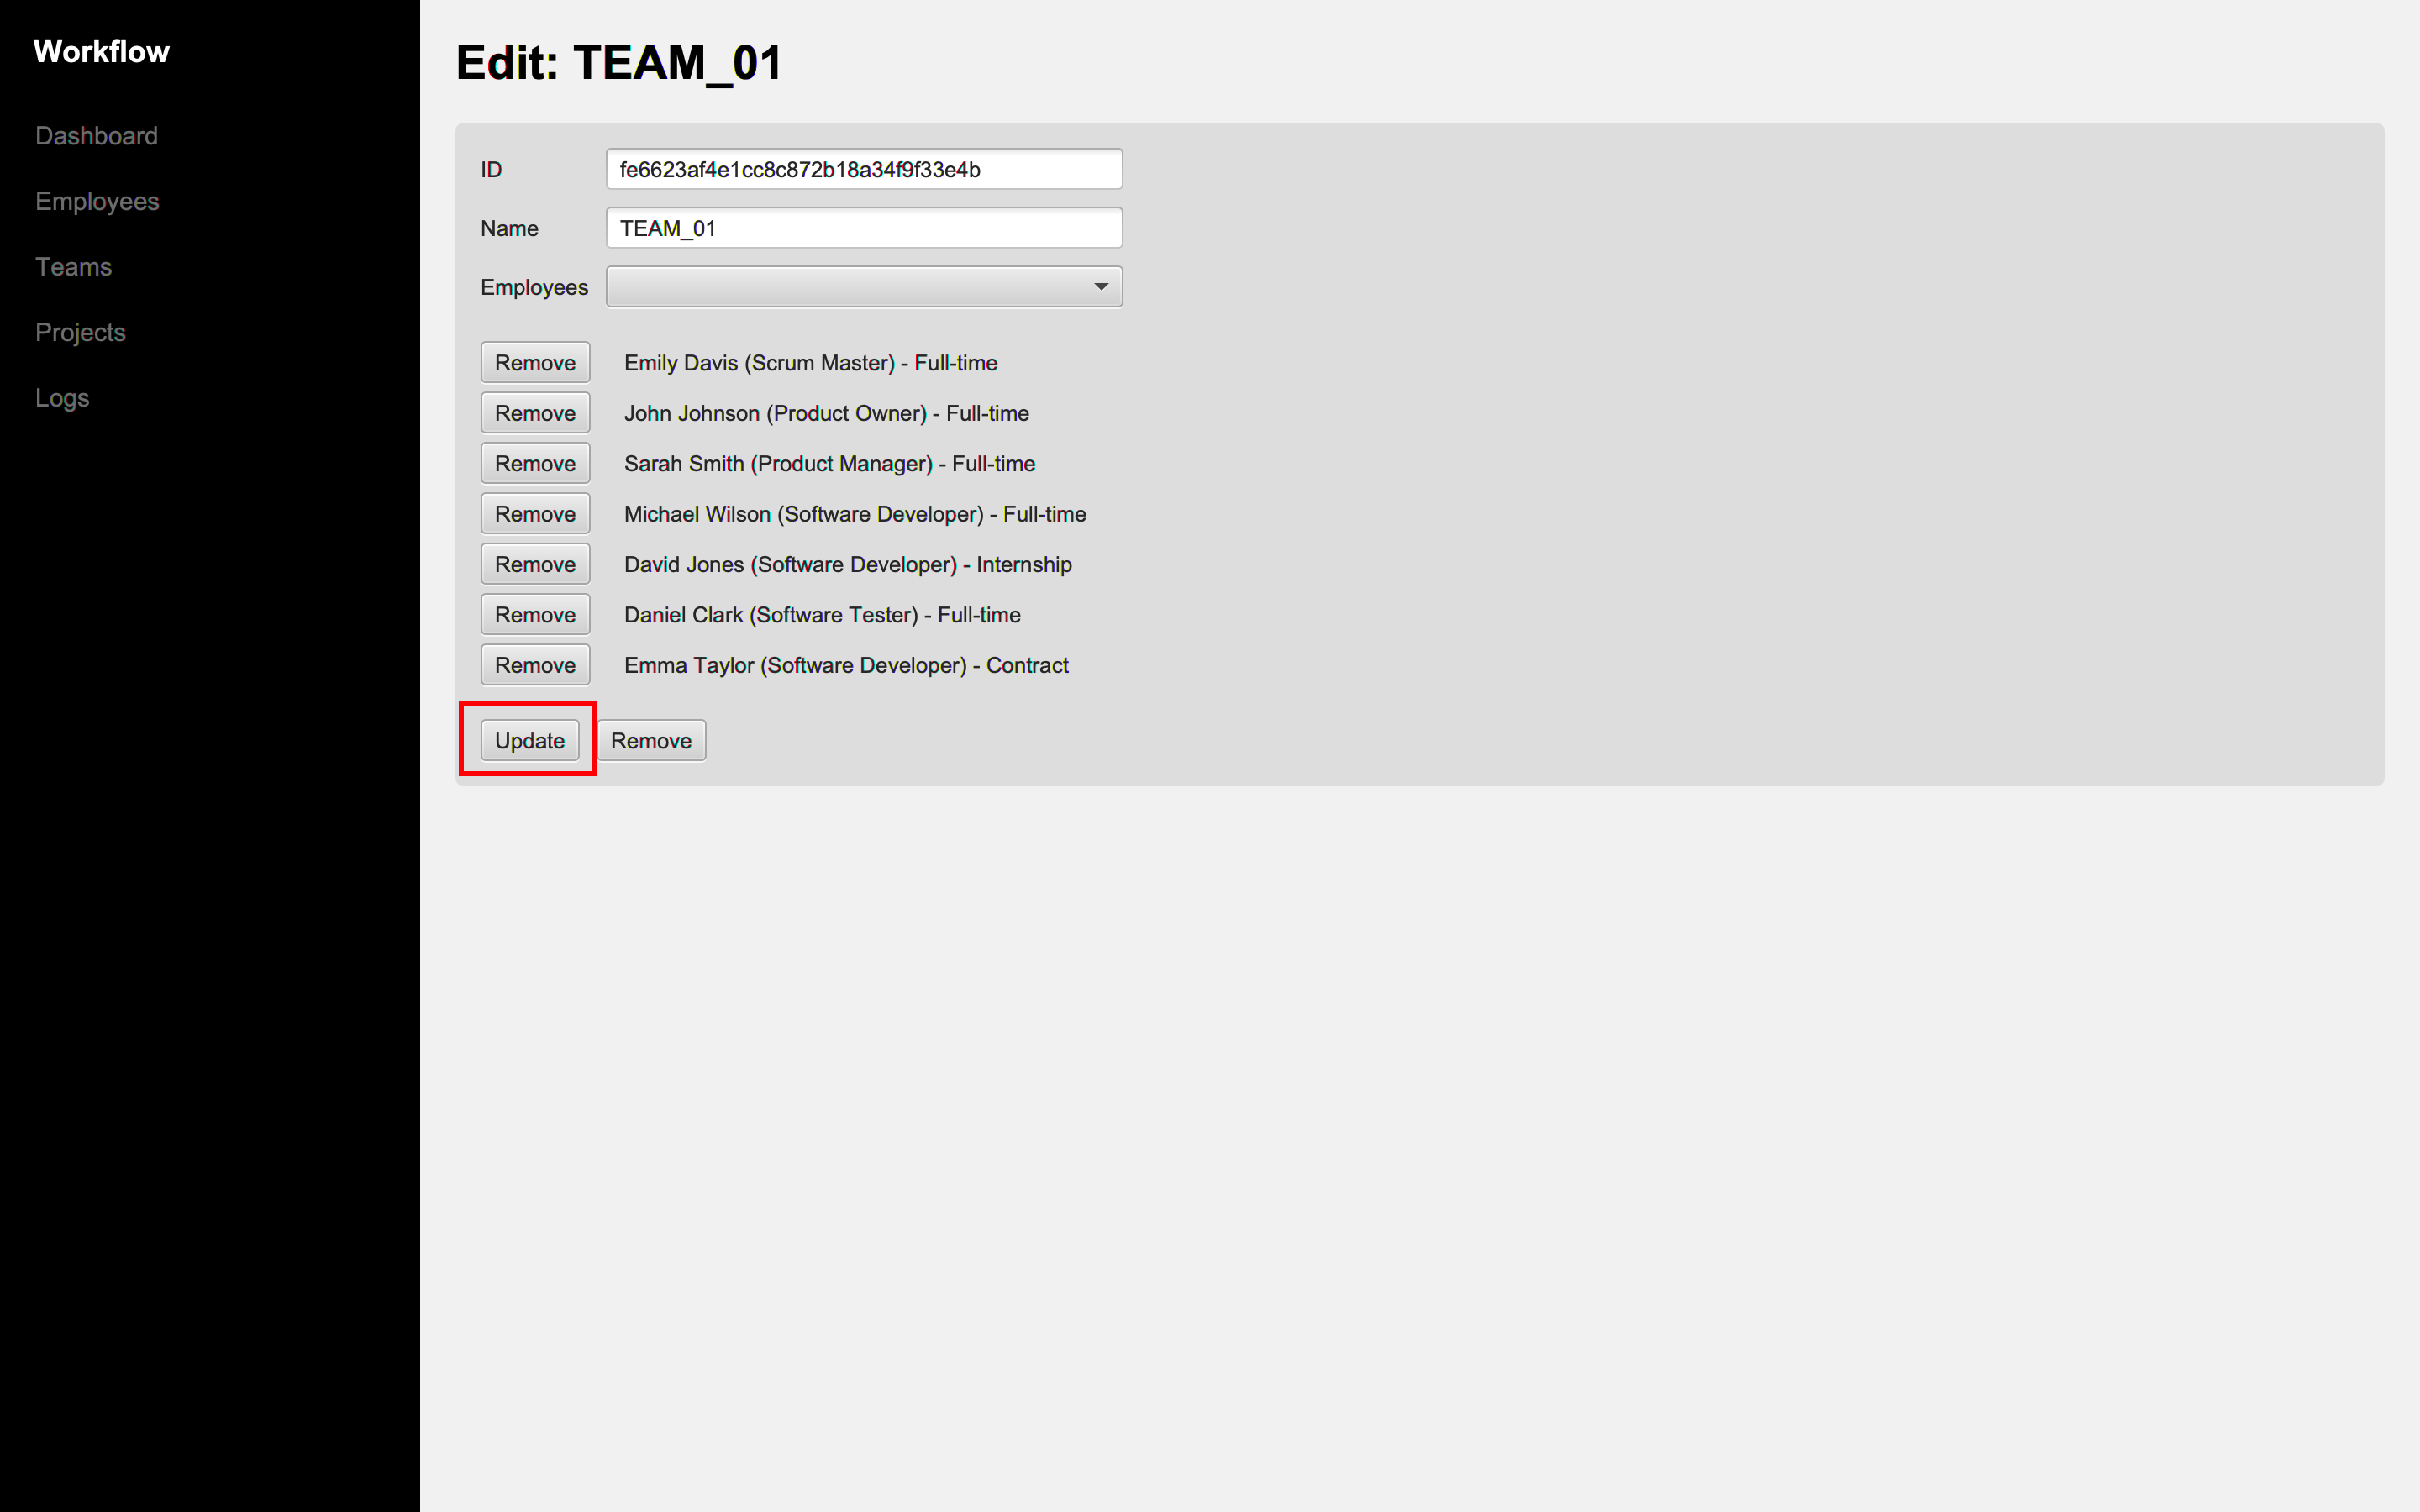 Workflow
Dashboard
Employees
Teams
Projects
Logs
Edit: TEAM_01
ID fe6623af4e1cc8c872b18a34f9f33e4b
Name TEAM_01
Employees
Remove Emily Davis (Scrum Master) - Full-time
Remove John Johnson (Product Owner) - Full-time
Remove Sarah Smith (Product Manager) - Full-time
Remove Michael Wilson (Software Developer) - Full-time
Remove David Jones (Software Developer) - Internship
Remove Daniel Clark (Software Tester) - Full-time
Remove Emma Taylor (Software Developer) - Contract
Update Remove